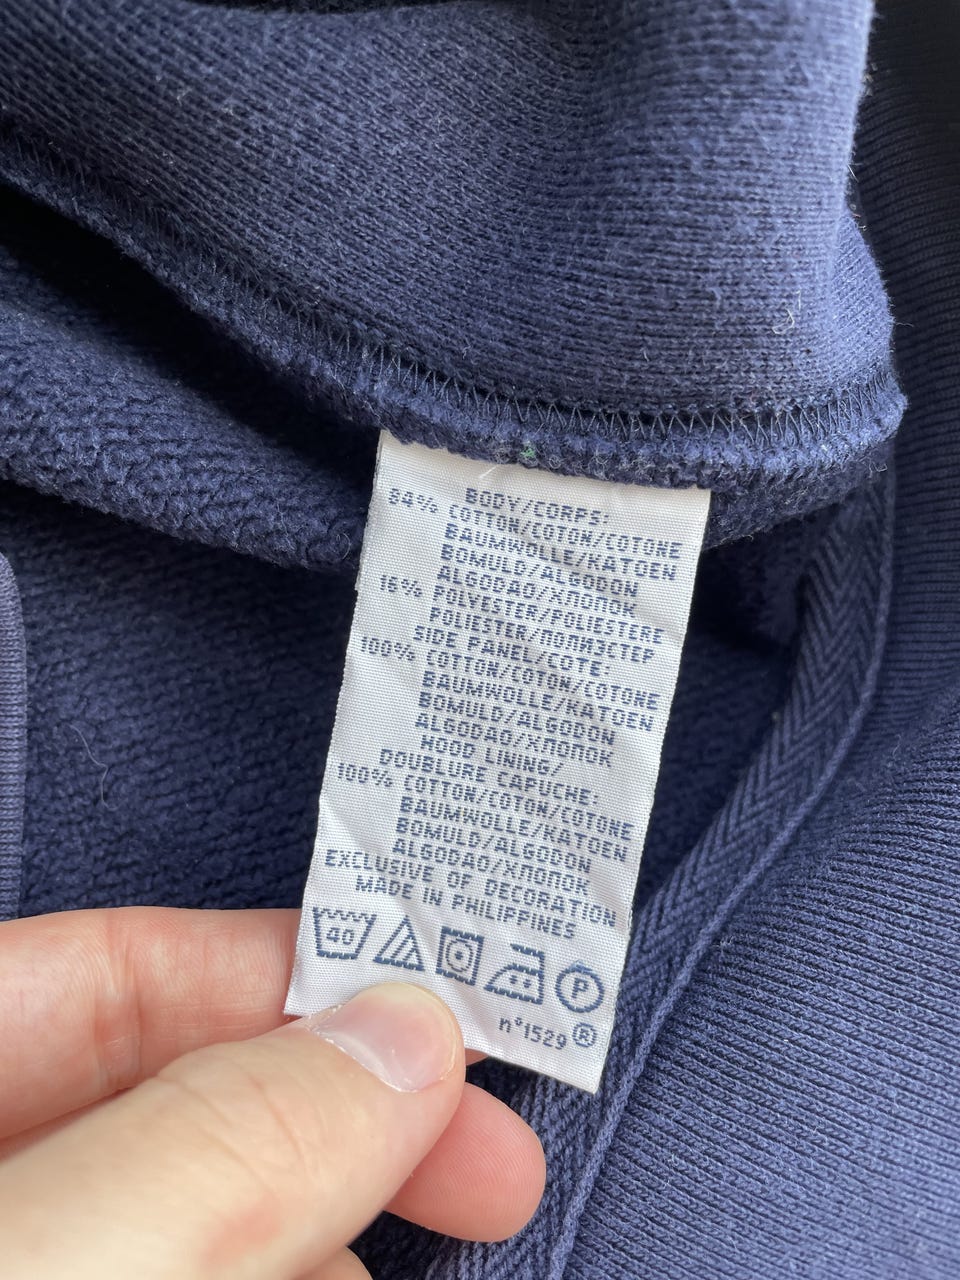 BODY/CORPS:
84% COTTON/COTON/COTONE
BAUMWOLLE/KATOEN
BOMULD/ALGODON
ALGODAO/ХЛОПОК
16% POLYESTER/POLIESTERE
POLIESTER/ПОЛИЭСТЕР
SIDE PANEL/COTE:
100% COTTON/COTON/COTONE
BAUMWOLLE/KATOEN
BOMULD/ALGODON
ALGODAO/ХЛОПОК
HOOD LINING/
DOUBLURE CAPUCHE:
100% COTTON/COTON/COTONE
BAUMWOLLE/KATOEN
BOMULD/ALGODON
ALGODAO/ХЛОПОК
EXCLUSIVE OF DECORATION
MADE IN PHILIPPINES
40 P
n°1529®